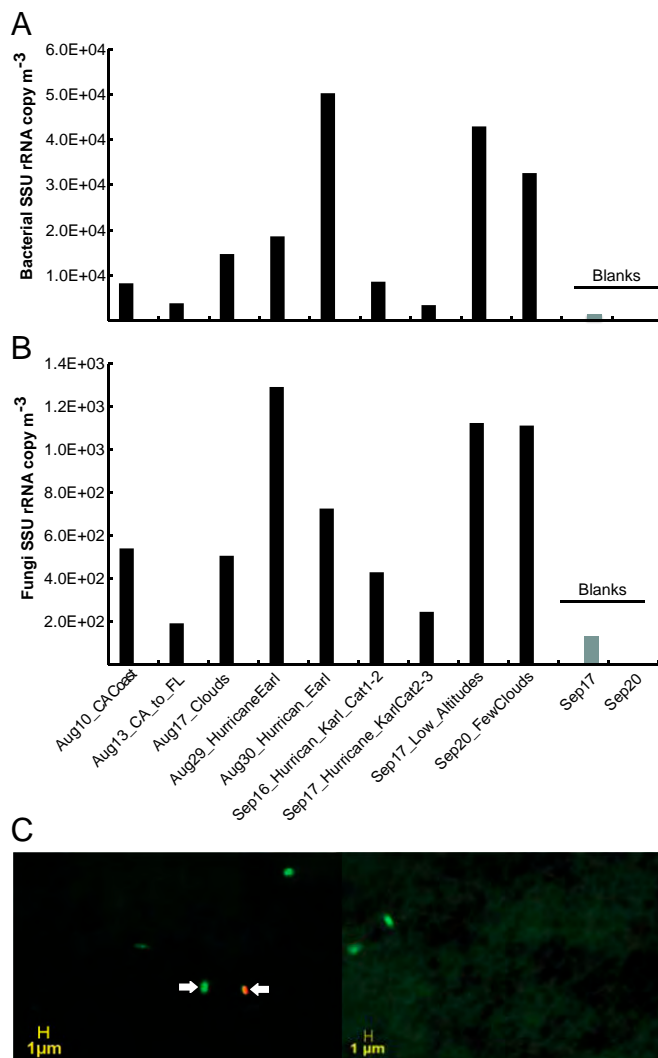 A
Bacterial SSU rRNA copy m-3
6.0E+04
5.0E+04
4.0E+04
3.0E+04
2.0E+04
1.0E+04
Blanks
B
Fungi SSU rRNA copy m-3
1.4E+03
1.2E+03
1.0E+03
8.0E+02
6.0E+02
4.0E+02
2.0E+02
Blanks
Aug10_CACoast
Aug13_CA_to_FL
Aug17_Clouds
Aug29_HurricaneEarl
Aug30_Hurrican_Earl
Sep16_Hurrican_Karl_Cat1-2
Sep17_Hurricane_KarlCat2-3
Sep17_Low_Altitudes
Sep20_FewClouds
Sep17
Sep20
C
1µm
1 µm